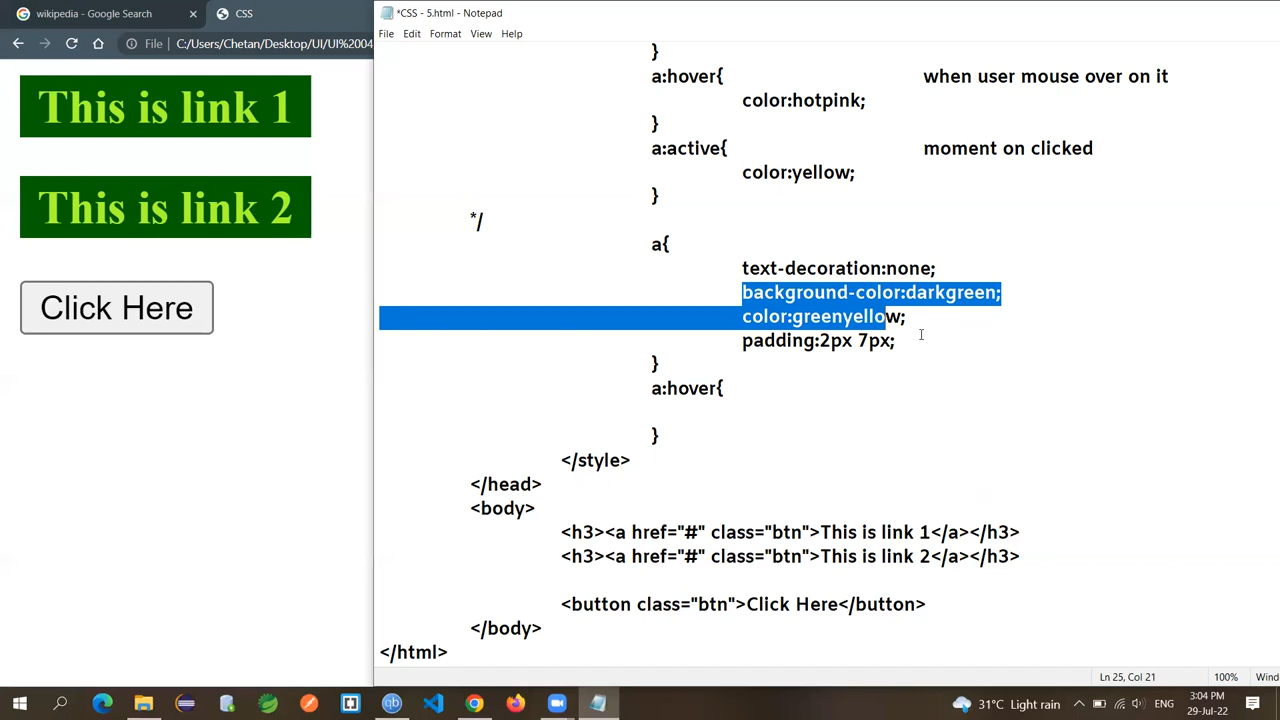 wikipedia - Google Search
CSS
File
C:/Users/Chetan/Desktop/UI/UI%2004
This is link 1
This is link 2
Click Here
*CSS - 5.html - Notepad
File Edit Format View Help
}
a:hover{ when user mouse over on it
color:hotpink;
}
a:active{ moment on clicked
color:yellow;
}
*/
a{
text-decoration:none;
background-color:darkgreen;
color:greenyellow;
padding:2px 7px;
}
a:hover{
}
</style>
</head>
<body>
<h3><a href="#" class="btn">This is link 1</a></h3>
<h3><a href="#" class="btn">This is link 2</a></h3>
<button class="btn">Click Here</button>
</body>
</html>
Ln 25, Col 21 100% Wind
31°C Light rain
ENG
3:04 PM
29-Jul-22